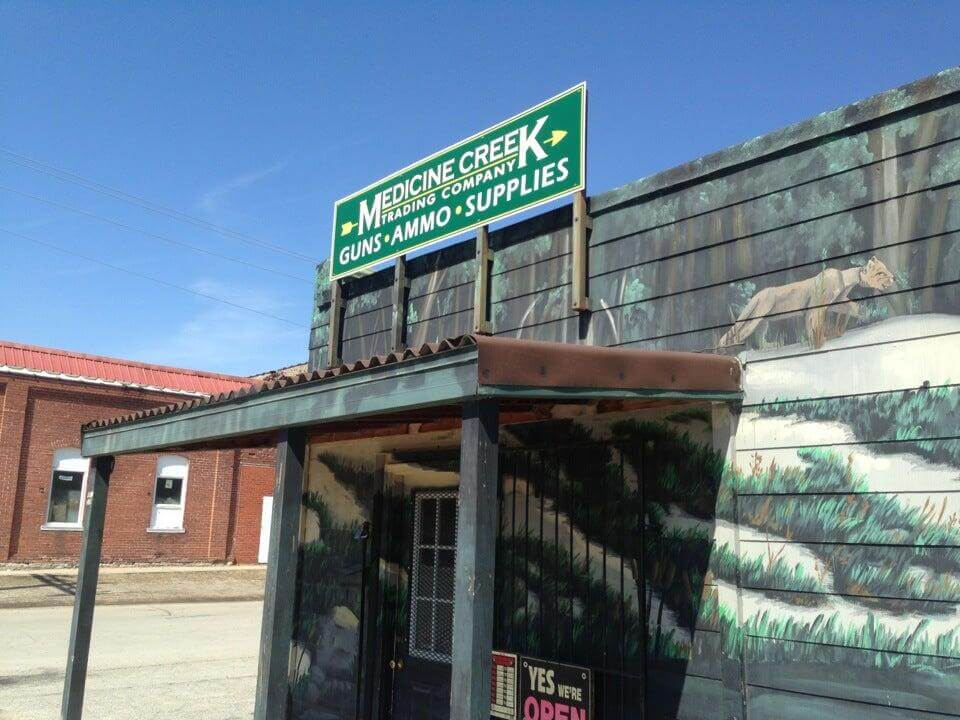 MEDICINE CREEK
TRADING COMPANY
GUNS • AMMO • SUPPLIES
YES WE'RE
OPEN